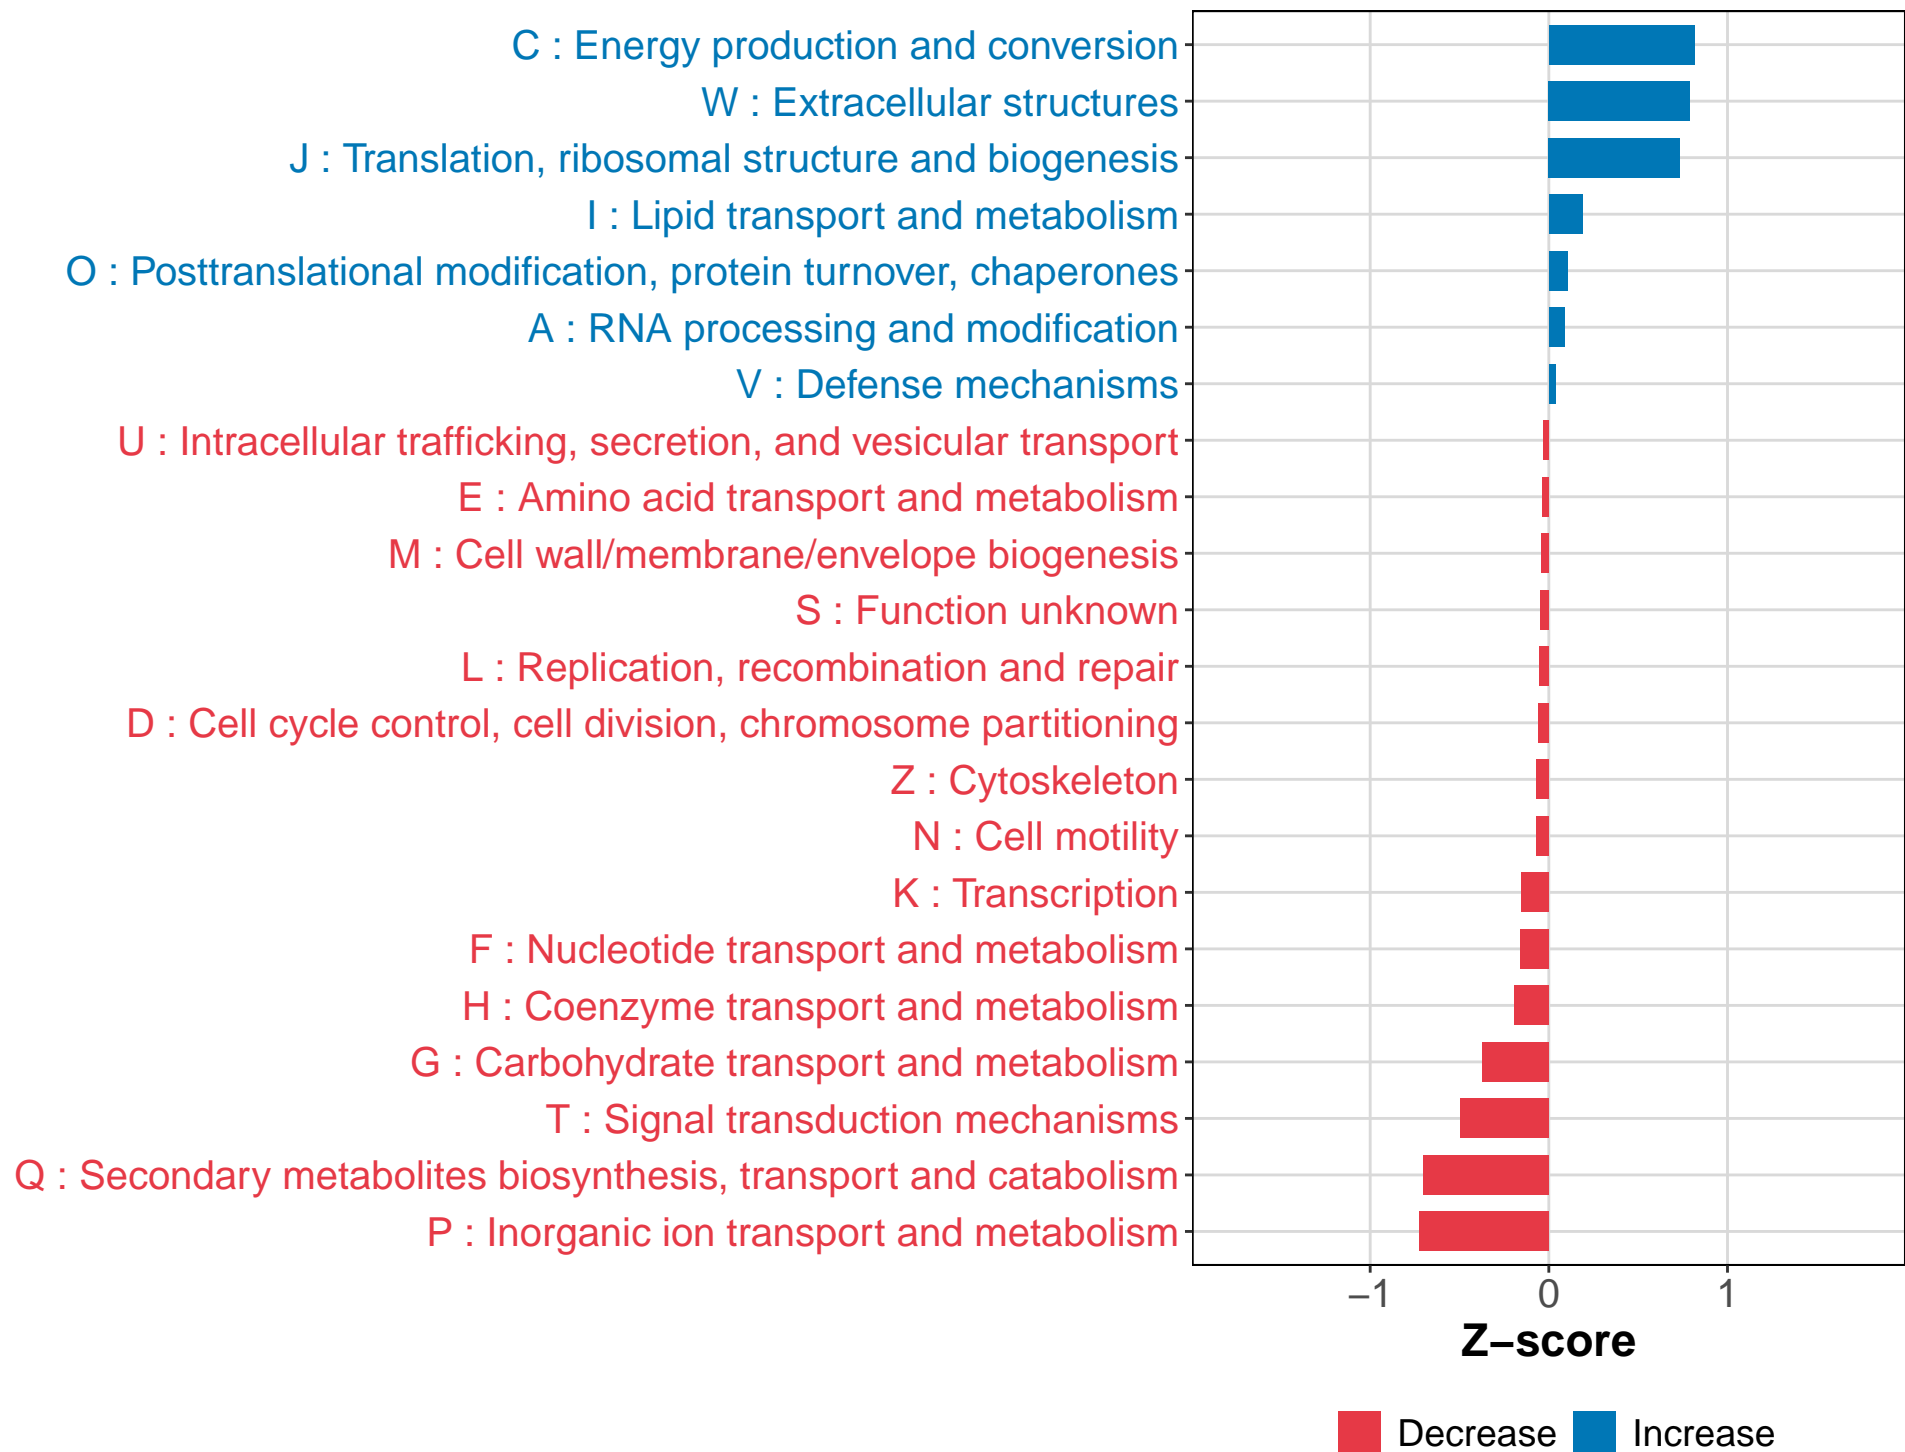 C : Energy production and conversion
W : Extracellular structures
J : Translation, ribosomal structure and biogenesis
I : Lipid transport and metabolism
O : Posttranslational modification, protein turnover, chaperones
A : RNA processing and modification
V : Defense mechanisms
U : Intracellular trafficking, secretion, and vesicular transport
E : Amino acid transport and metabolism
M : Cell wall/membrane/envelope biogenesis
S : Function unknown
L : Replication, recombination and repair
D : Cell cycle control, cell division, chromosome partitioning
Z : Cytoskeleton
N : Cell motility
K : Transcription
F : Nucleotide transport and metabolism
H : Coenzyme transport and metabolism
G : Carbohydrate transport and metabolism
T : Signal transduction mechanisms
Q : Secondary metabolites biosynthesis, transport and catabolism
P : Inorganic ion transport and metabolism
−1 0 1
Z−score
Decrease Increase